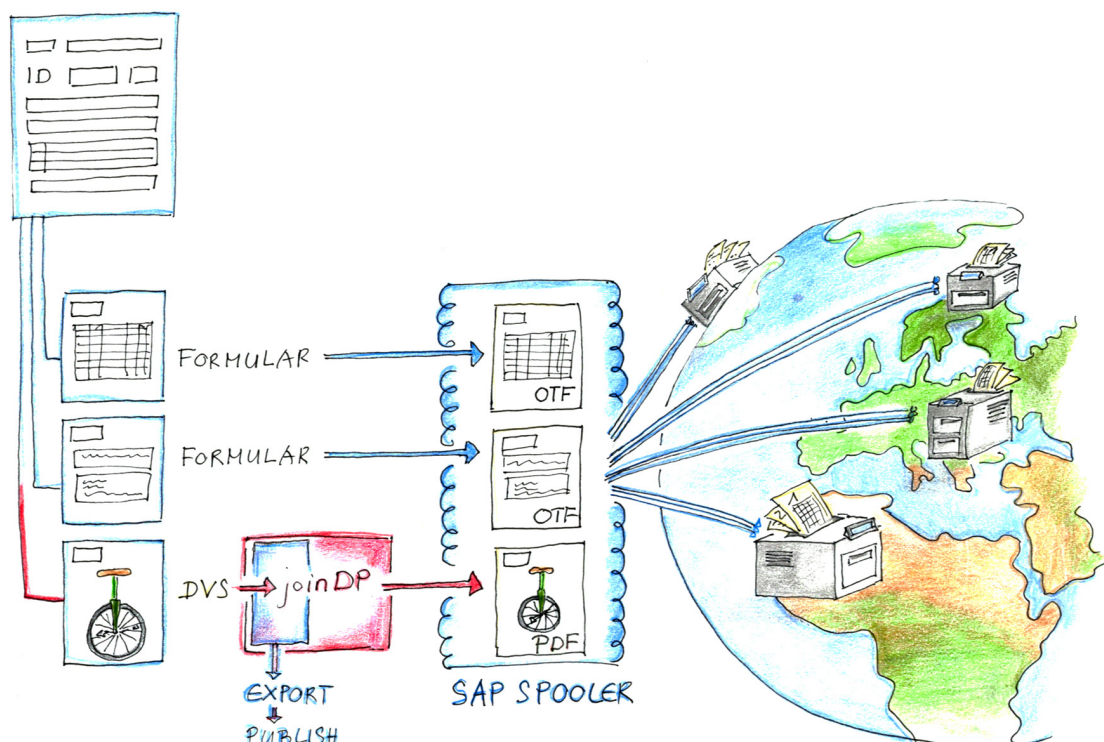 ID
FORMULAR
OTF
FORMULAR
OTF
DVS
joinDP
PDF
EXPORT
PUBLISH
SAP SPOOLER